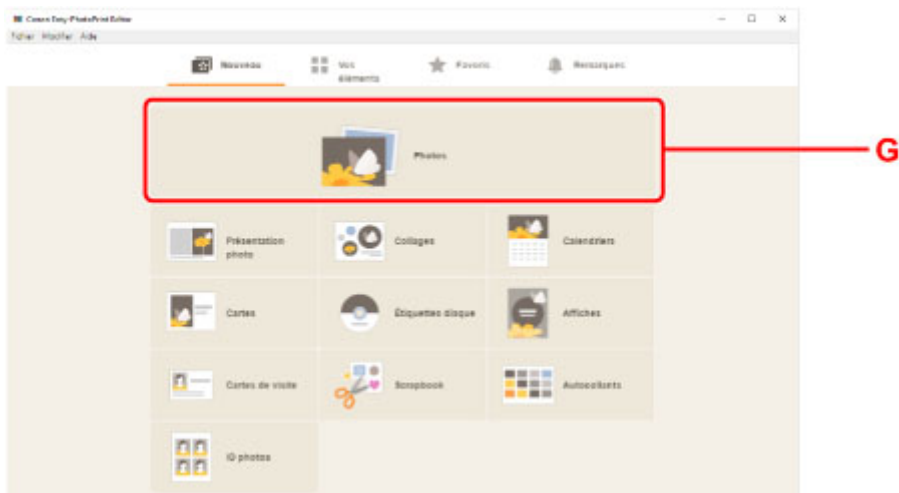 Canon Easy-PhotoPrint Editor
Fichier Modifier Aide
Nouveau
Vos
éléments
Favoris
Remarques
Photos
G
Présentation
photo
Collages
Calendriers
Cartes
Étiquettes disque
Affiches
Cartes de visite
Scrapbook
Autocollants
ID photos